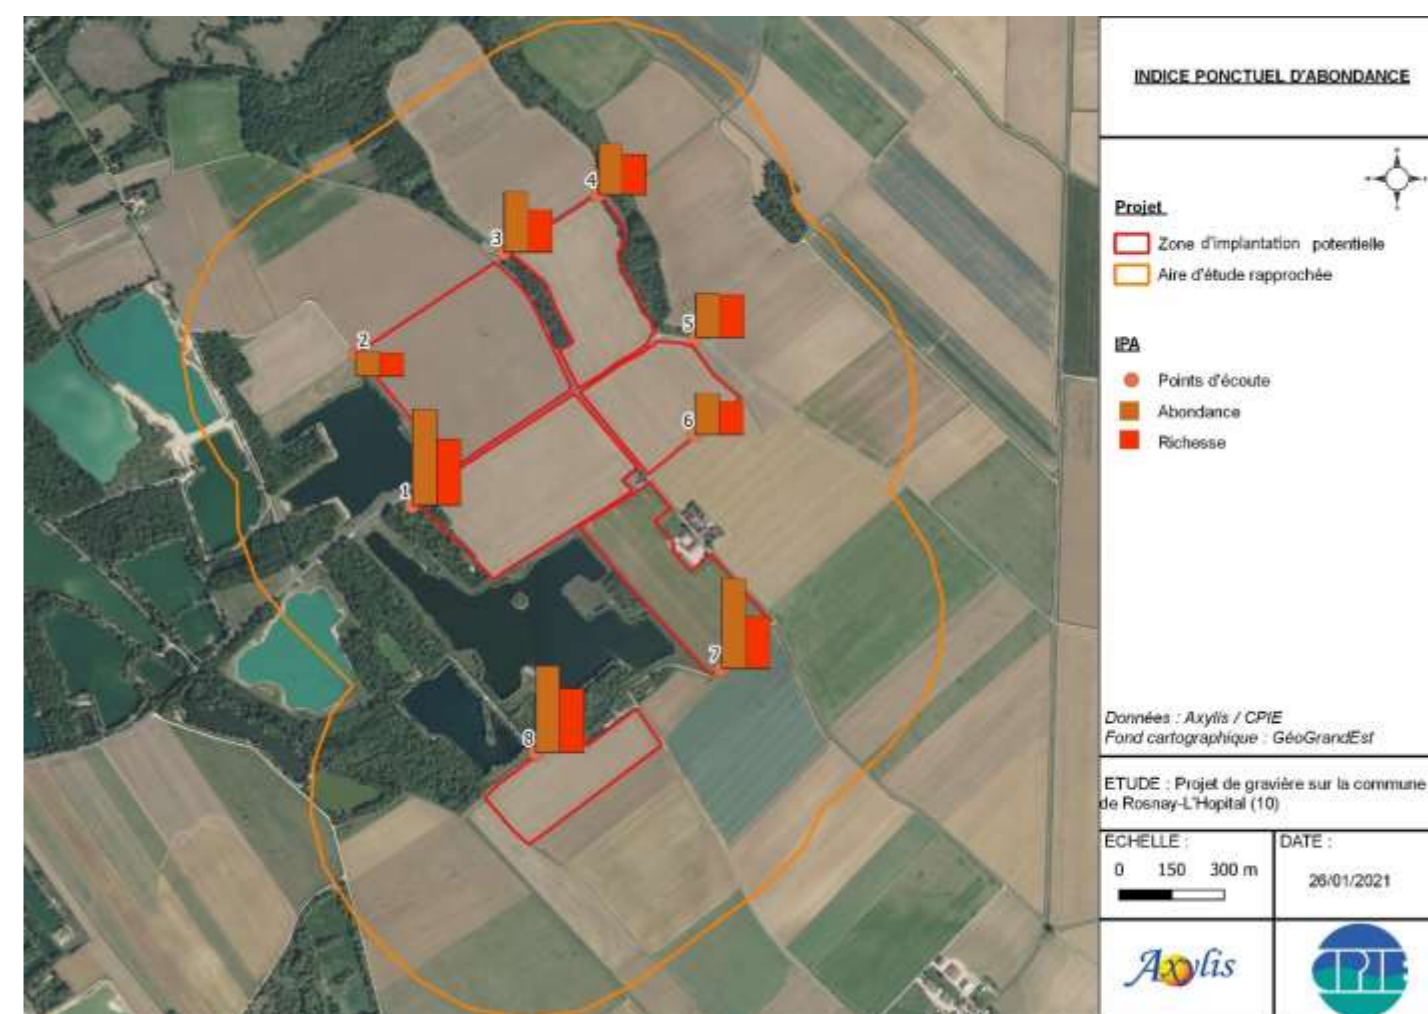 INDICE PONCTUEL D'ABONDANCE
Projet
Zone d'implantation potentielle
Aire d'étude rapprochée
IPA
Points d'écoute
Abondance
Richesse
Données : Axylis / CPIE
Fond cartographique : GéoGrandEst
ETUDE : Projet de gravière sur la commune
de Rosnay-L'Hopital (10)
ECHELLE :
0 150 300 m
DATE :
26/01/2021
Axylis
CPIE
4
3
5
2
6
1
7
8